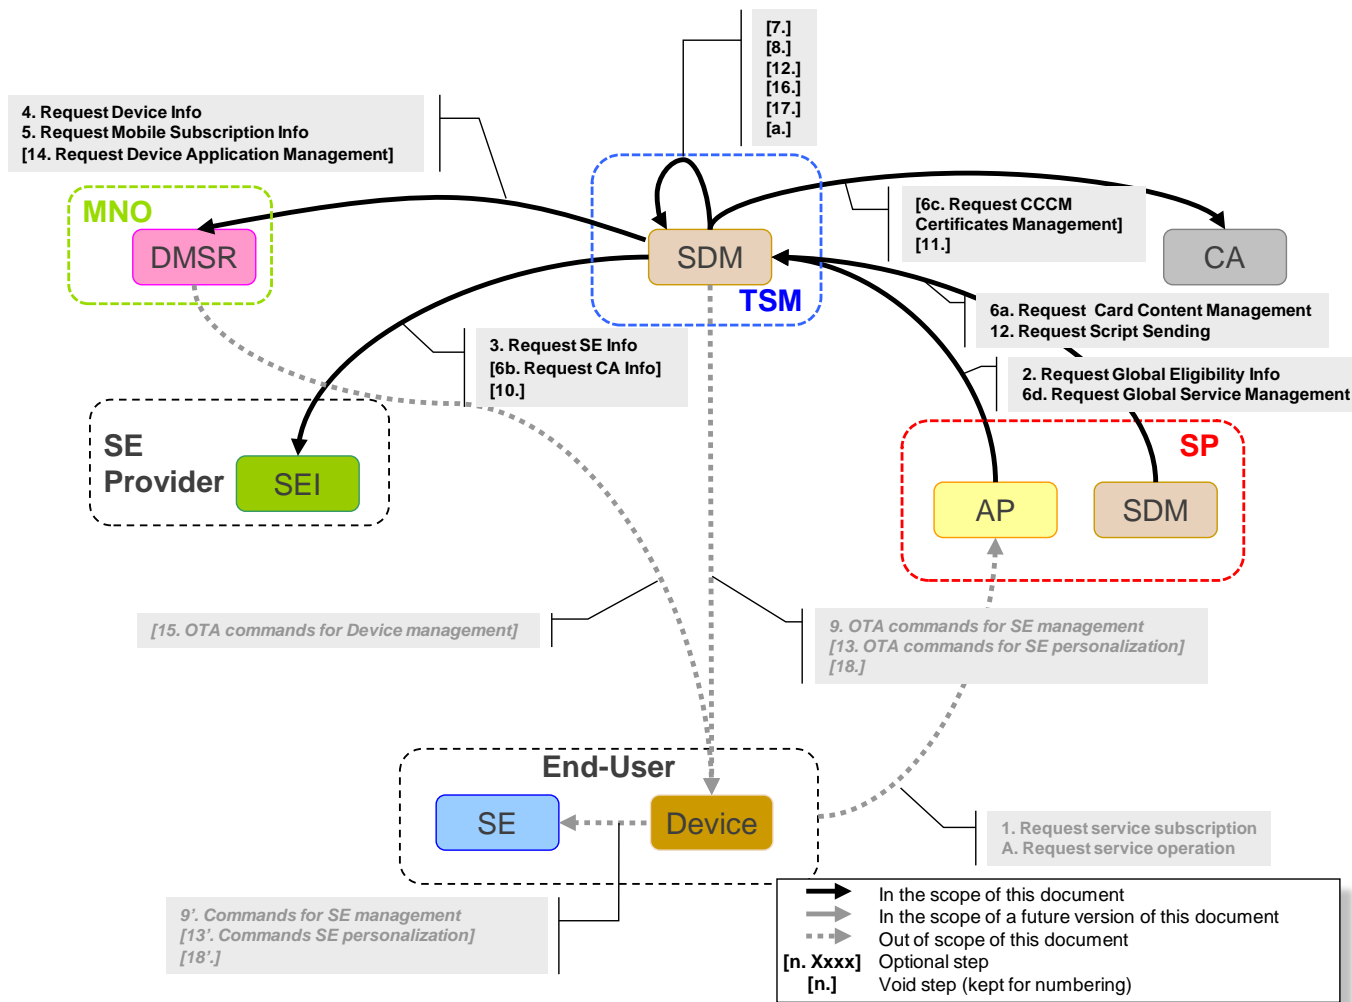 [7.]
[8.]
[12.]
[16.]
[17.]
[a.]
4. Request Device Info
5. Request Mobile Subscription Info
[14. Request Device Application Management]
MNO
DMSR
SDM
TSM
[6c. Request CCCM
Certificates Management]
[11.]
CA
6a. Request Card Content Management
12. Request Script Sending
3. Request SE Info
[6b. Request CA Info]
[10.]
2. Request Global Eligibility Info
6d. Request Global Service Management
SE
Provider
SEI
SP
AP
SDM
[15. OTA commands for Device management]
9. OTA commands for SE management
[13. OTA commands for SE personalization]
[18.]
End-User
SE
Device
1. Request service subscription
A. Request service operation
9’. Commands for SE management
[13’. Commands SE personalization]
[18’.]
In the scope of this document
In the scope of a future version of this document
Out of scope of this document
[n. Xxxx] Optional step
[n.] Void step (kept for numbering)